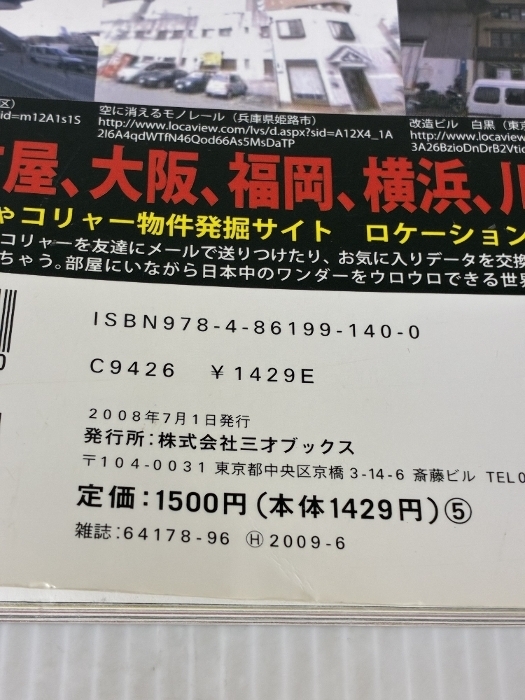 区)
id=m12A1s1S
空に消えるモノレール（兵庫県姫路市）
http://www.locaview.com/lvs/d.aspx?sid=A12X4_1A
2I6A4qdWTfN46Qod66As5MsDaTP
改造ビル 白黒（東京
http://www.locav
3A26BzioDnDrB2Vtic
屋、大阪、福岡、横浜、川
やコリャー物件発掘サイト ロケーション
コリャーを友達にメールで送りつけたり、お気に入りデータを交換
ちゃう。部屋にいながら日本中のワンダーをウロウロできる世界
ISBN978-4-86199-140-0
C9426 ￥1429E
2008年7月1日発行
発行所：株式会社三才ブックス
〒104-0031 東京都中央区京橋3-14-6 斎藤ビル TEL0
定価：1500円（本体1429円）⑤
雑誌：64178-96 Ⓗ2009-6